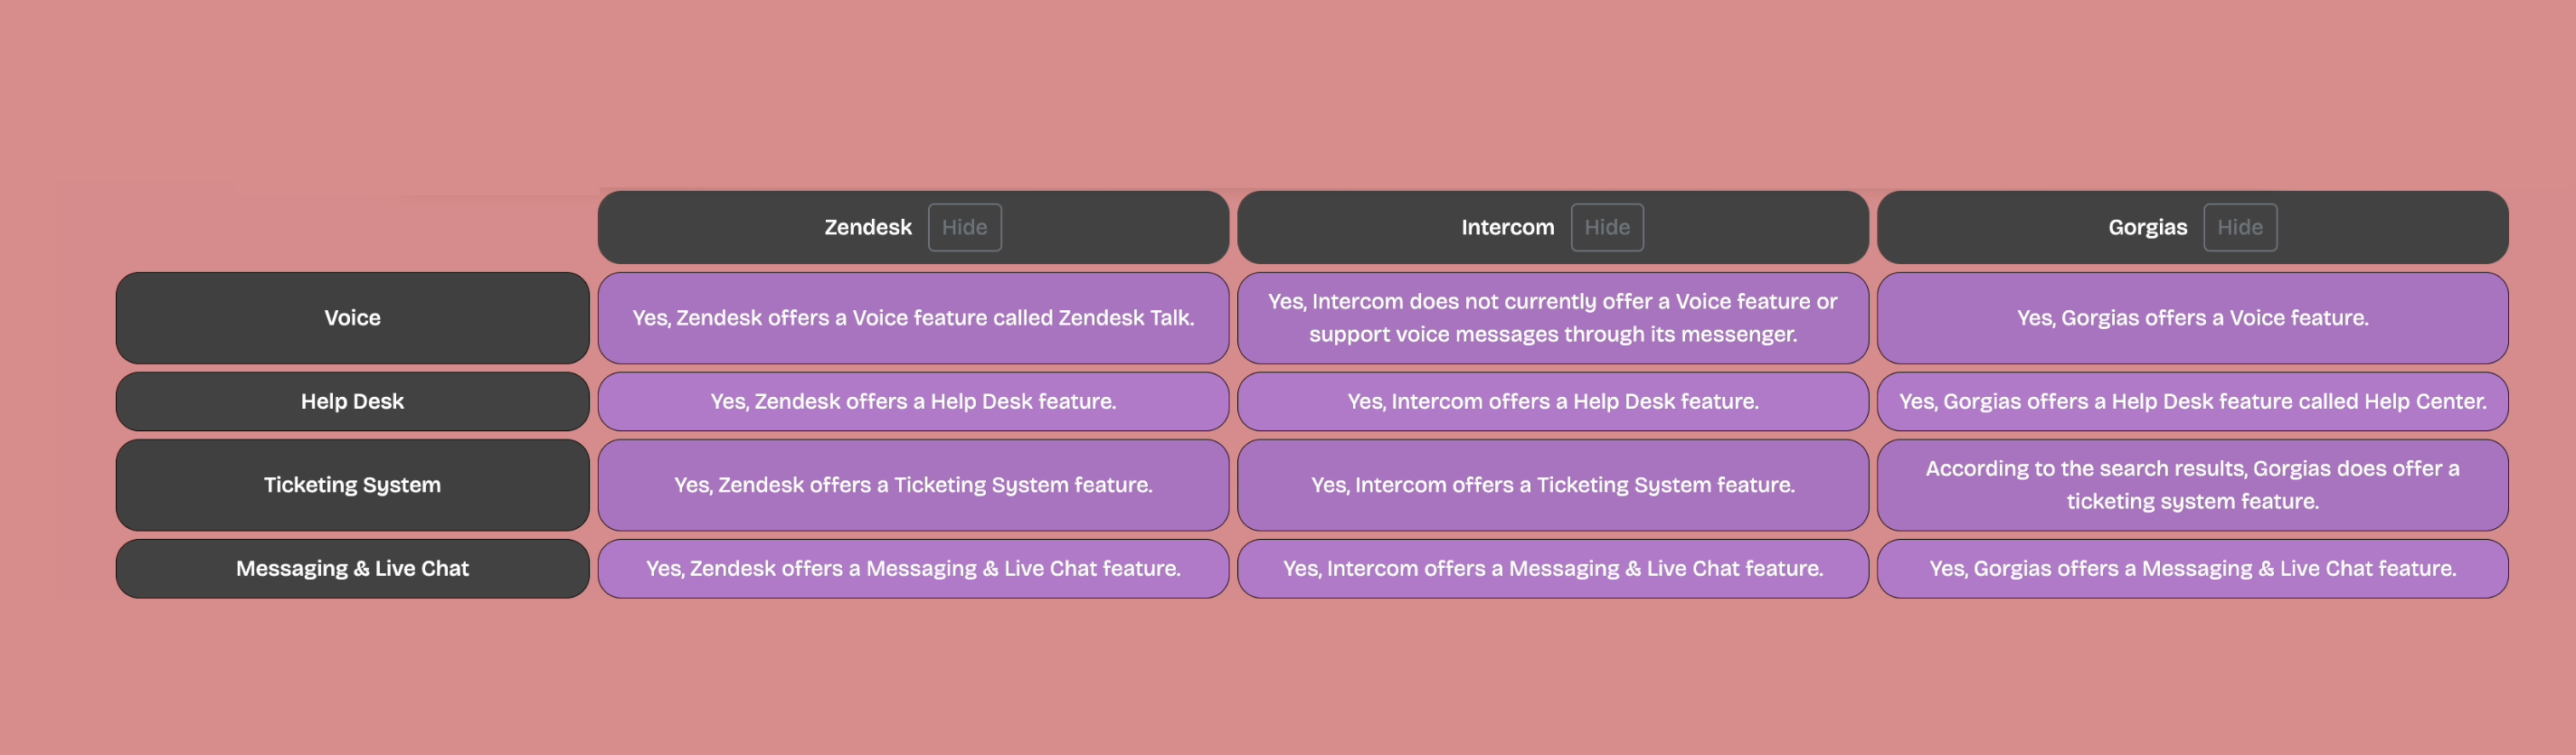 Zendesk Hide Intercom Hide Gorgias Hide
Voice
Yes, Zendesk offers a Voice feature called Zendesk Talk.
Yes, Intercom does not currently offer a Voice feature or
support voice messages through its messenger.
Yes, Gorgias offers a Voice feature.
Help Desk
Yes, Zendesk offers a Help Desk feature.
Yes, Intercom offers a Help Desk feature.
Yes, Gorgias offers a Help Desk feature called Help Center.
Ticketing System
Yes, Zendesk offers a Ticketing System feature.
Yes, Intercom offers a Ticketing System feature.
According to the search results, Gorgias does offer a
ticketing system feature.
Messaging & Live Chat
Yes, Zendesk offers a Messaging & Live Chat feature.
Yes, Intercom offers a Messaging & Live Chat feature.
Yes, Gorgias offers a Messaging & Live Chat feature.